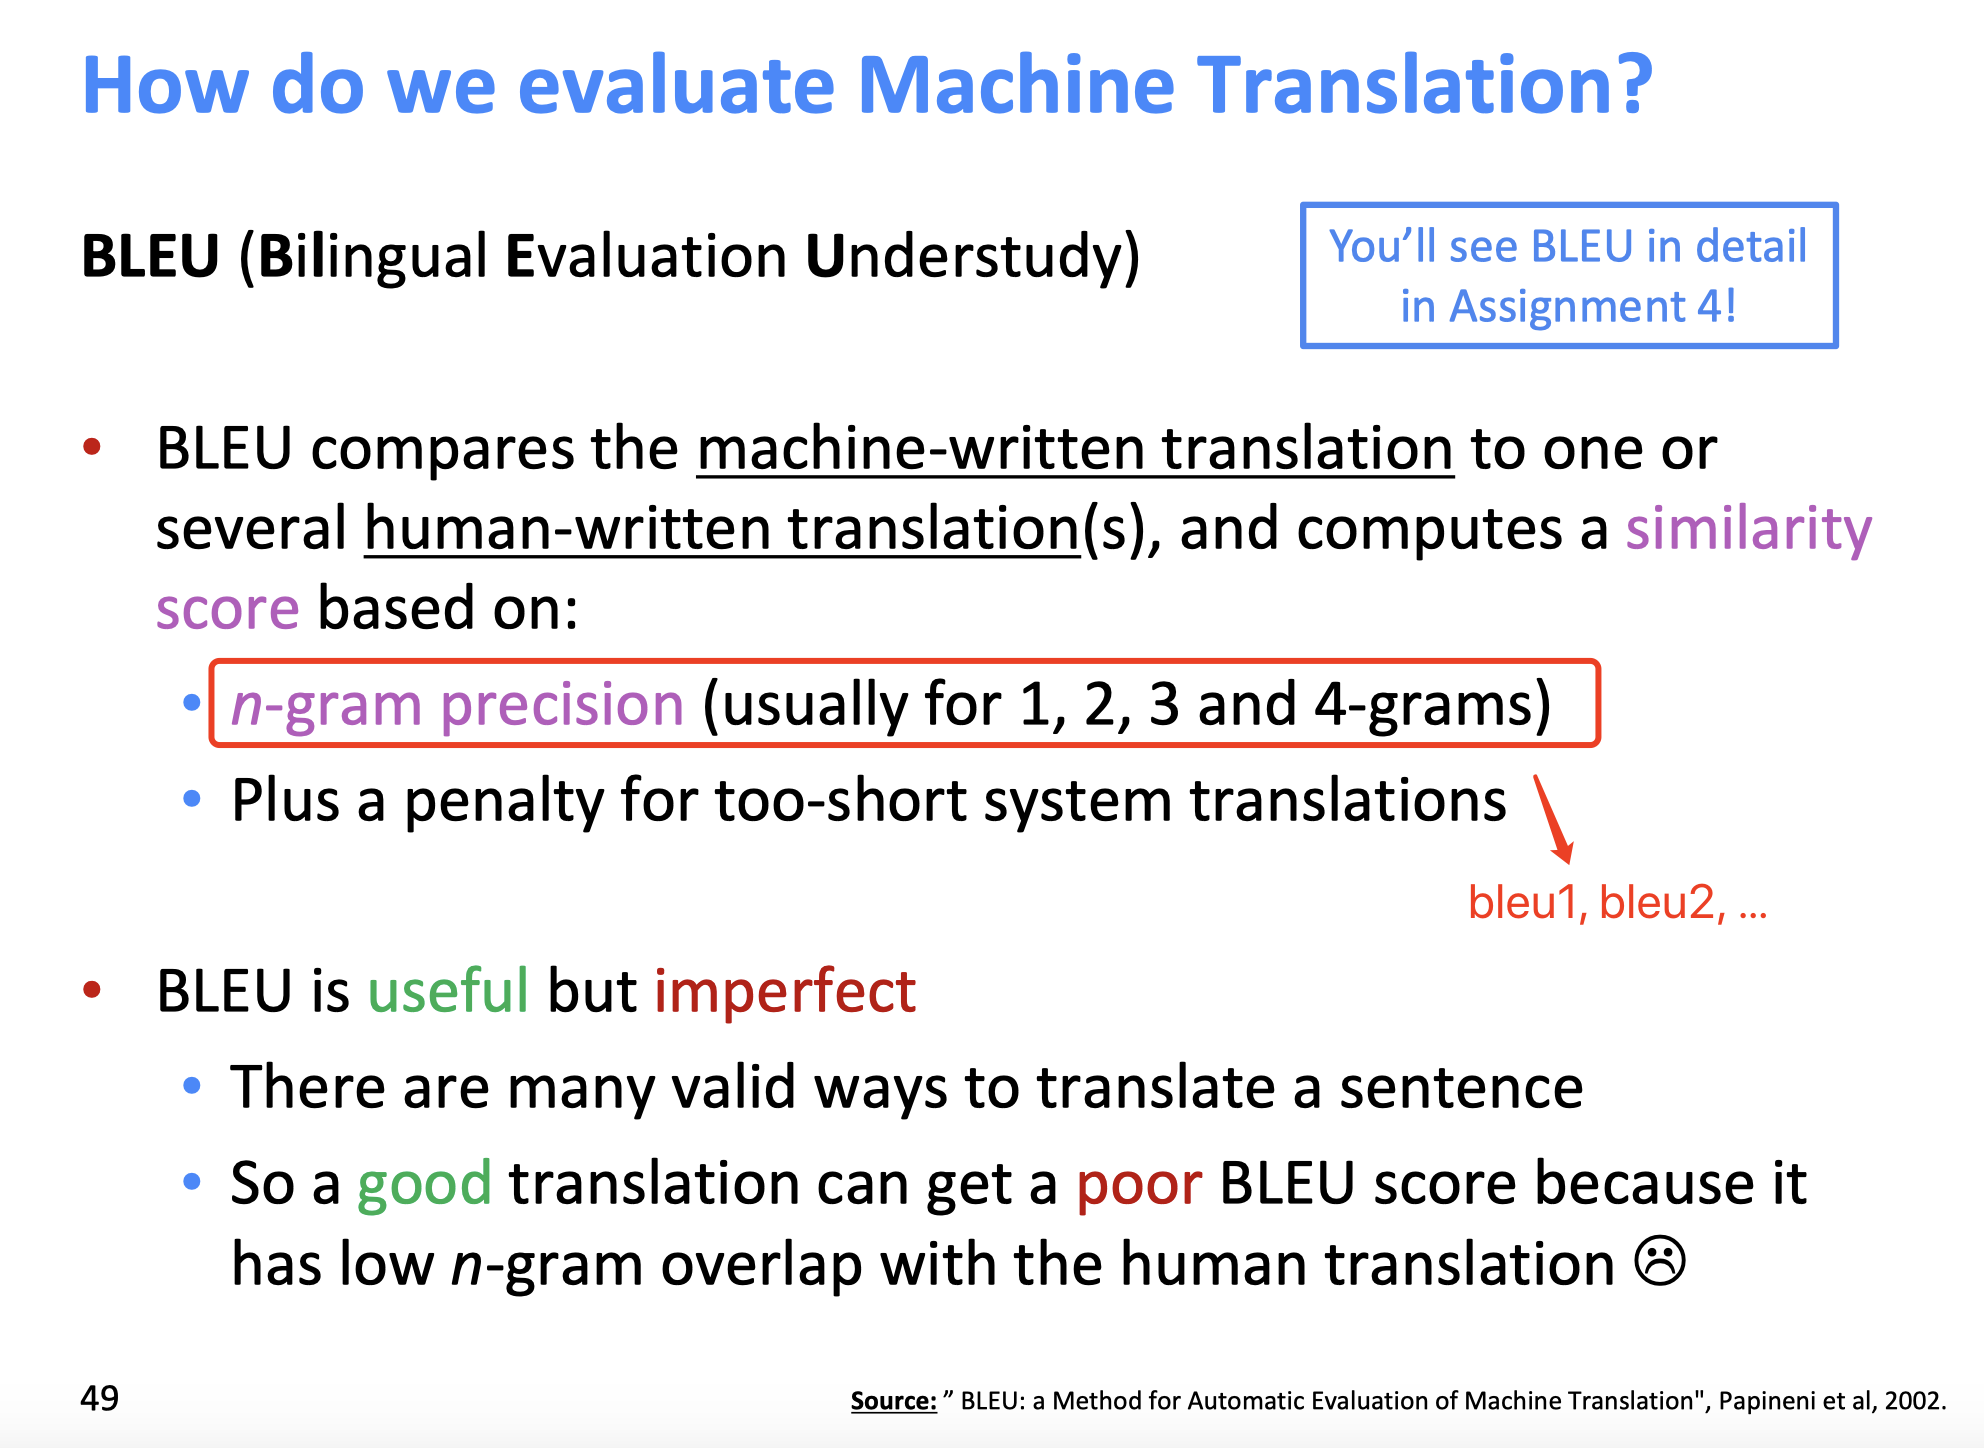 How do we evaluate Machine Translation?
BLEU (Bilingual Evaluation Understudy)
You’ll see BLEU in detail
in Assignment 4!
• BLEU compares the machine-written translation to one or
several human-written translation(s), and computes a similarity
score based on:
• n-gram precision (usually for 1, 2, 3 and 4-grams)
• Plus a penalty for too-short system translations
bleu1, bleu2, ...
• BLEU is useful but imperfect
• There are many valid ways to translate a sentence
• So a good translation can get a poor BLEU score because it
has low n-gram overlap with the human translation ☹
49
Source: ” BLEU: a Method for Automatic Evaluation of Machine Translation", Papineni et al, 2002.